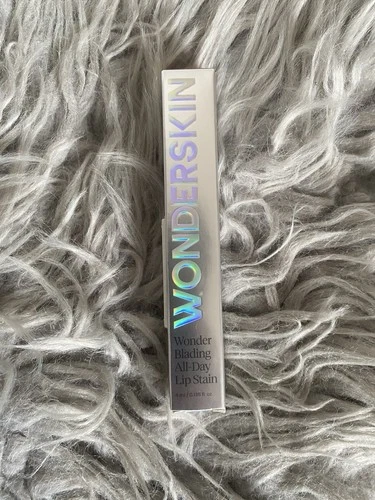 WONDERSKIN
Wonder
Blading
All-Day
Lip Stain